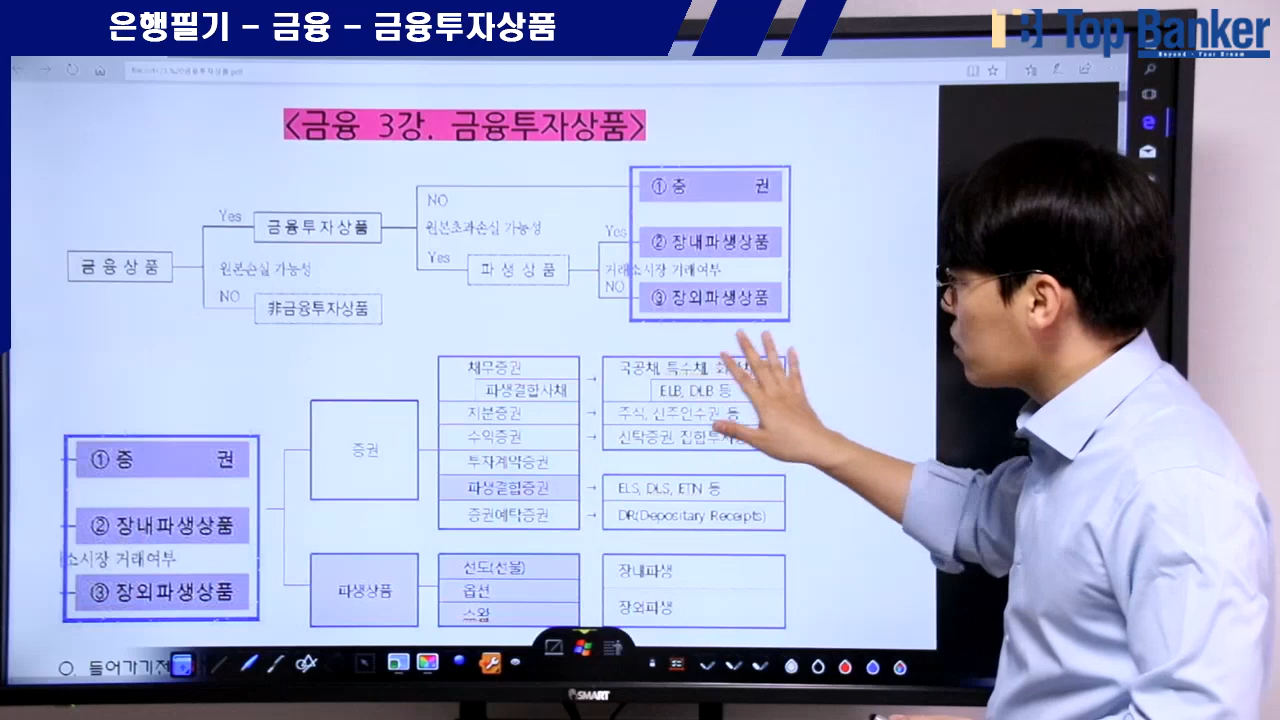 은행필기 - 금융 - 금융투자상품
TB Top Banker
Beyond · Your Dream
<금융 3강. 금융투자상품>
금융상품
Yes
금융투자상품
원본손실 가능성
NO
非금융투자상품
NO
원본초과손실 가능성
Yes
파생상품
Yes
거래소시장 거래여부
NO
① 증 권
② 장내파생상품
③ 장외파생상품
① 증 권
② 장내파생상품
소시장 거래여부
③ 장외파생상품
증권
채무증권
파생결합사채
지분증권
수익증권
투자계약증권
파생결합증권
증권예탁증권
→ 국공채, 특수채,
ELB, DLB 등
→ 주식, 신주인수권 등
→ 신탁증권, 집합투자
→ ELS, DLS, ETN 등
→ DR(Depositary Receipts)
파생상품
선도(선물)
옵션
스왑
장내파생
장외파생
○. 들어가기전
SMART